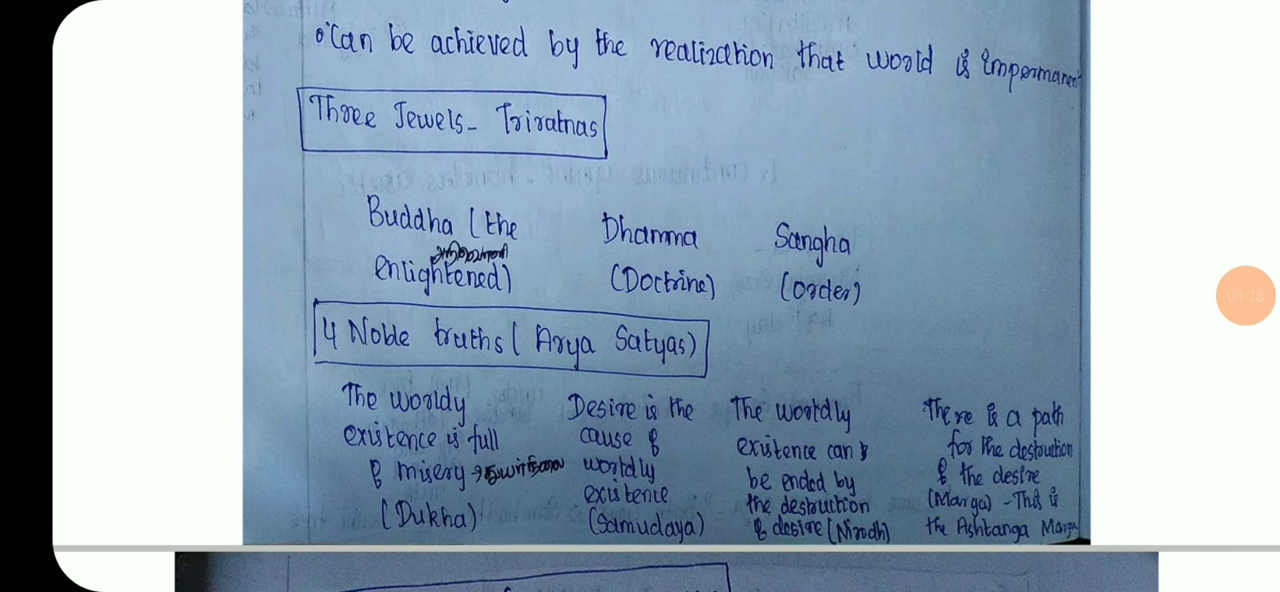 •Can be achieved by the realization that world is impermanent
Three Jewels- Triratnas
Buddha (the enlightened)
Dhamma (Doctrine)
Sangha (order)
4 Noble truths (Arya Satyas)
The worldy
existence is full
of misery →
(Dukha)
Desire is the
cause of
worldly
existence
(Samudaya)
The worldly
existence can
be ended by
the destruction
of desire (Nirodh)
There is a path
for the destruction
of the desire
(Marga) - This is
the Ashtanga Marga
01:28